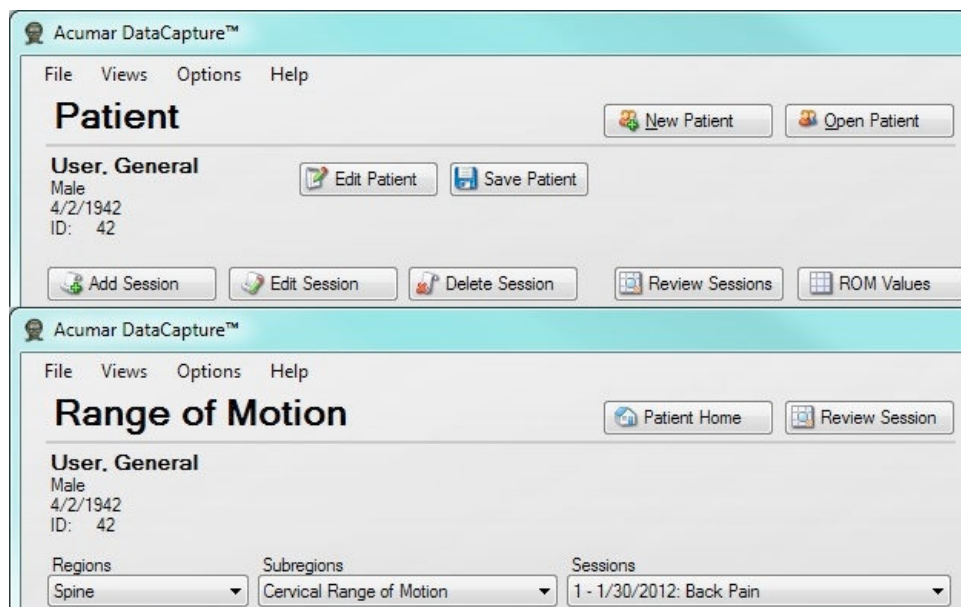 Acumar DataCapture™
File Views Options Help
Patient New Patient Open Patient
User, General
Male
4/2/1942
ID: 42
Edit Patient Save Patient
Add Session Edit Session Delete Session Review Sessions ROM Values
Acumar DataCapture™
File Views Options Help
Range of Motion Patient Home Review Session
User, General
Male
4/2/1942
ID: 42
Regions Subregions Sessions
Spine Cervical Range of Motion 1 - 1/30/2012: Back Pain